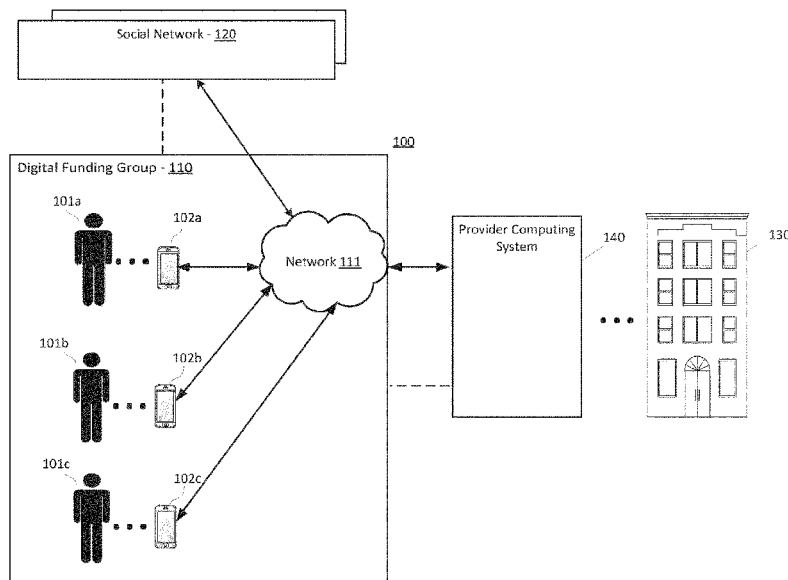 Social Network - 120
100
Digital Funding Group - 110
101a
102a
Network 111
Provider Computing
System
140
130
101b
102b
101c
102c